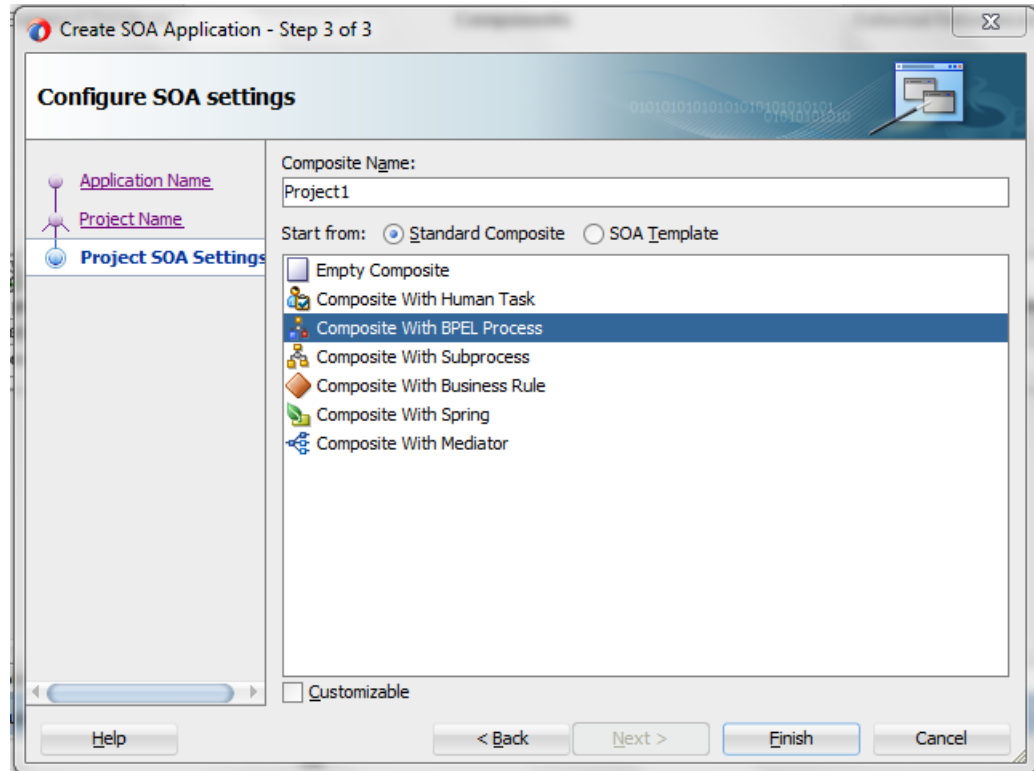 Create SOA Application - Step 3 of 3
Configure SOA settings
Application Name
Project Name
Project SOA Settings
Composite Name:
Project1
Start from: Standard Composite SOA Template
Empty Composite
Composite With Human Task
Composite With BPEL Process
Composite With Subprocess
Composite With Business Rule
Composite With Spring
Composite With Mediator
Customizable
Help < Back Next > Finish Cancel